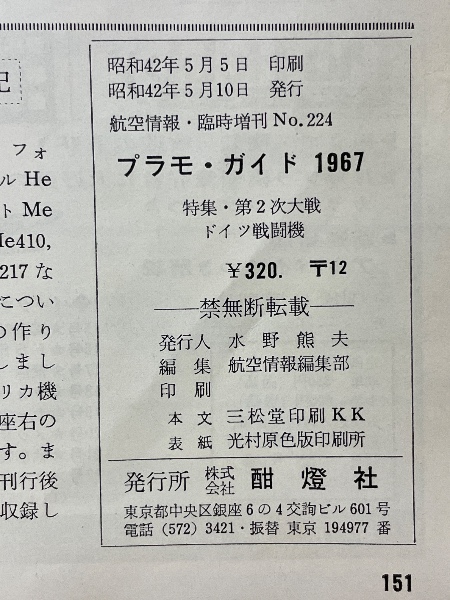 昭和42年5月5日 印刷
昭和42年5月10日 発行
航空情報・臨時増刊 No.224
プラモ・ガイド 1967
特集・第2次大戦
ドイツ戦闘機
¥320. 〒12
―禁無断転載―
発行人 水野熊夫
編集 航空情報編集部
印刷
本文 三松堂印刷KK
表紙 光村原色版印刷所
発行所 株式会社 酣燈社
東京都中央区銀座6の4交詢ビル601号
電話 (572) 3421・振替 東京 194977 番
記
フォ
ル He
ト Me
He410,
217 な
につい
の作り
しまし
リカ機
座右の
す。ま
刊行後
収録し
151